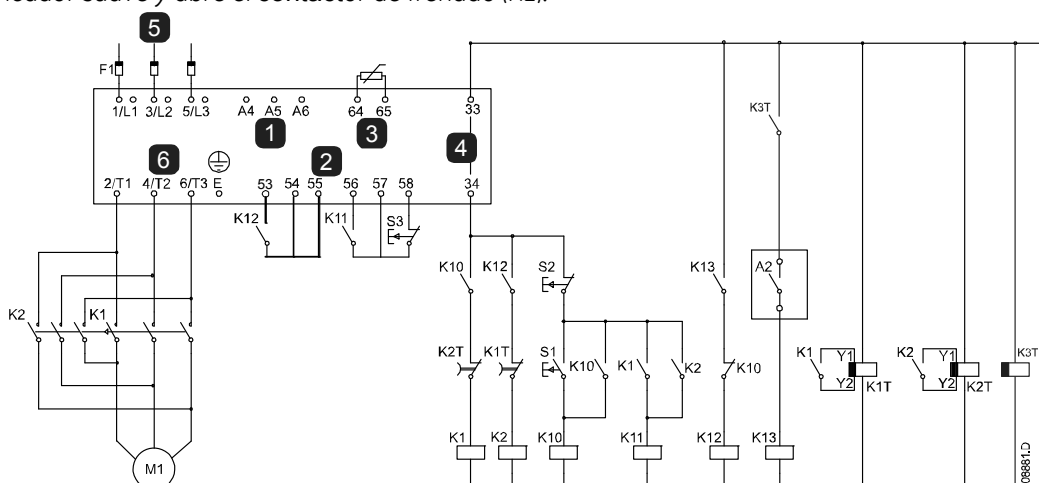 icador suave y abre el contactor de frenado (K2).
5
F1
1/L1 3/L2 5/L3 A4 A5 A6 64 65 33
1 3
2 4
6
2/T1 4/T2 6/T3 E 53 54 55 56 57 58 34
K3T
K12 K11 S3
K10 K12 S2 K13 A2
K2 K1
K2T K1T S1 K10 K1 K2 K10
K1 Y1 Y2 K1T
K2 Y1 Y2 K2T
K3T
K1 K2 K10 K11 K12 K13
M1
08881.D